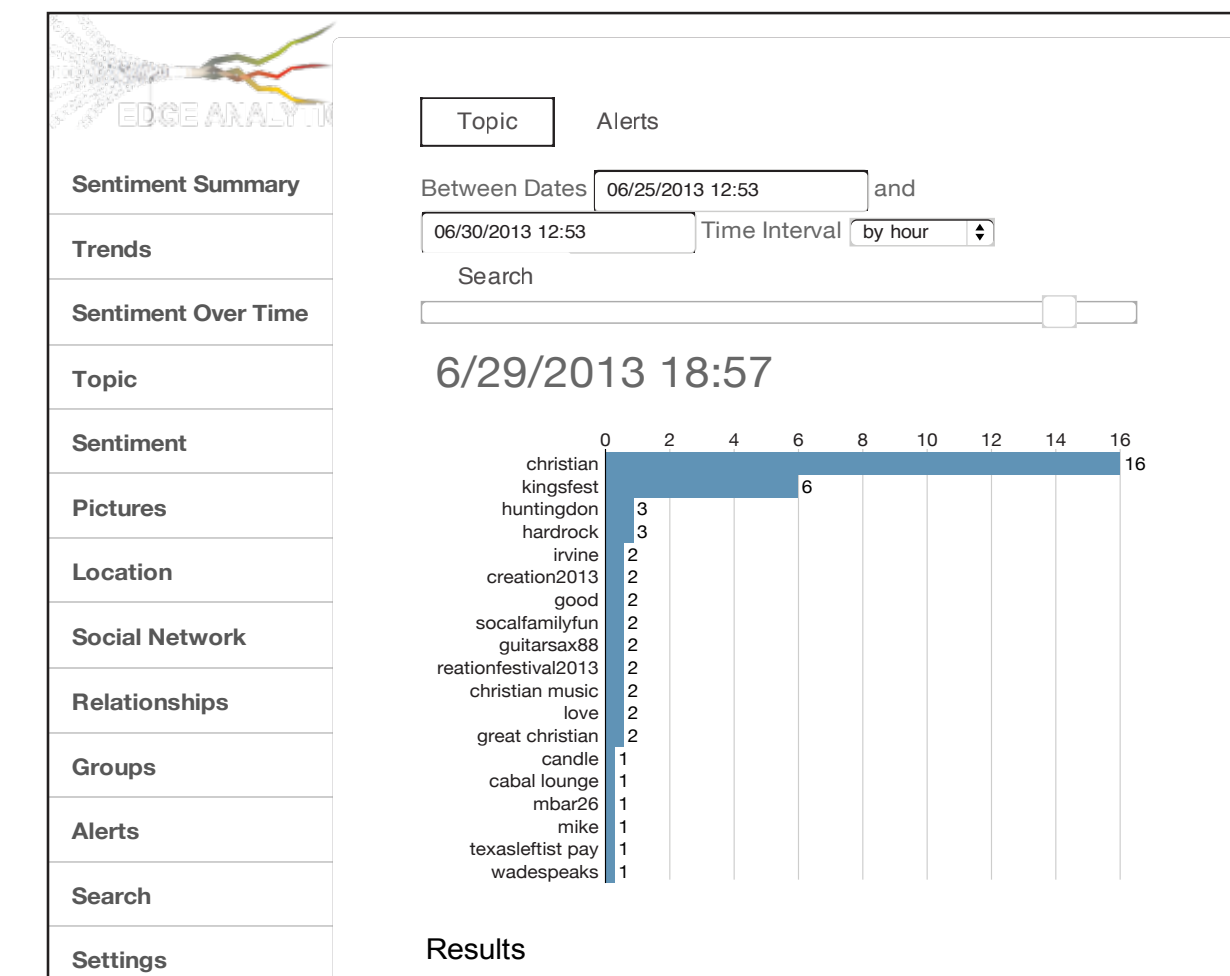 EDGE ANALYTIC
Sentiment Summary
Trends
Sentiment Over Time
Topic
Sentiment
Pictures
Location
Social Network
Relationships
Groups
Alerts
Search
Settings
Topic Alerts
Between Dates 06/25/2013 12:53 and
06/30/2013 12:53 Time Interval by hour
Search
6/29/2013 18:57
0 2 4 6 8 10 12 14 16
christian 16
kingsfest 6
huntingdon 3
hardrock 3
irvine 2
creation2013 2
good 2
socalfamilyfun 2
guitarsax88 2
reationfestival2013 2
christian music 2
love 2
great christian 2
candle 1
cabal lounge 1
mbar26 1
mike 1
texasleftist pay 1
wadespeaks 1
Results